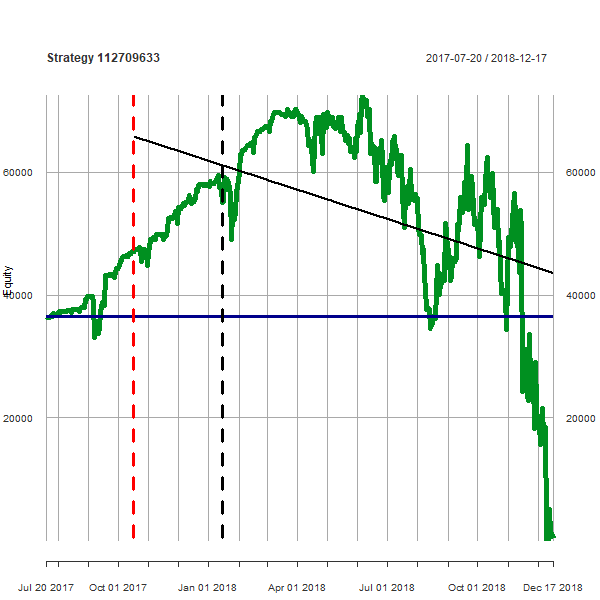 Strategy 112709633 2017-07-20 / 2018-12-17
60000 60000
Equity
40000 40000
20000 20000
Jul 20 2017 Oct 01 2017 Jan 01 2018 Apr 01 2018 Jul 01 2018 Oct 01 2018 Dec 17 2018